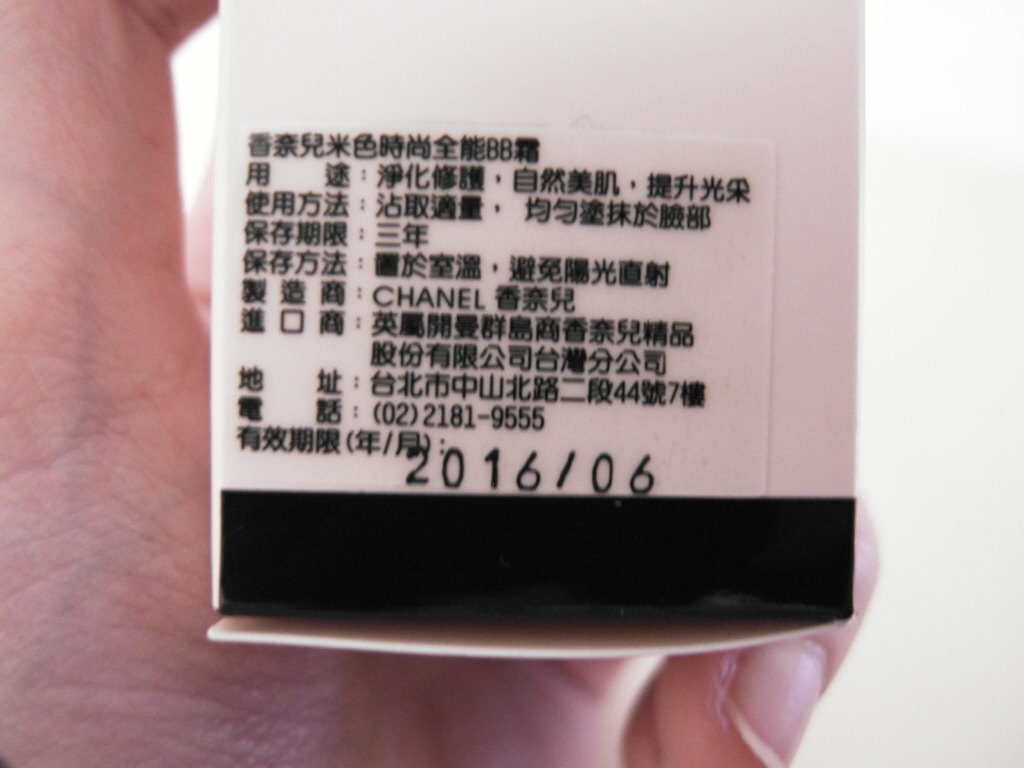 香奈兒米色時尚全能BB霜
用途：淨化修護，自然美肌，提升光采
使用方法：沾取適量， 均勻塗抹於臉部
保存期限：三年
保存方法：置於室溫，避免陽光直射
製造商：CHANEL 香奈兒
進口商：英屬開曼群島商香奈兒精品
股份有限公司台灣分公司
地址：台北市中山北路二段44號7樓
電話：(02)2181-9555
有效期限(年/月)：
2016/06